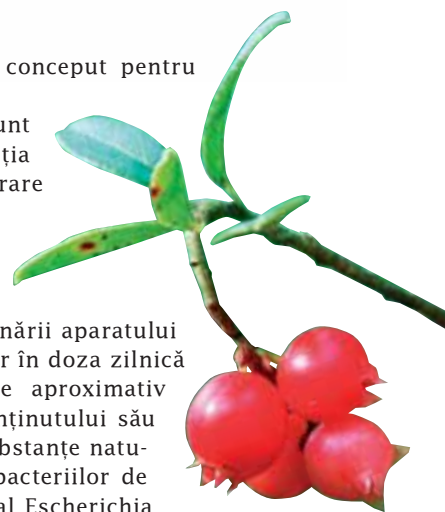 conceput pentru
unt
ția
rare
nării aparatului
r în doza zilnică
e aproximativ
nținutului său
bstanțe natu-
bacteriilor de
al Escherichia